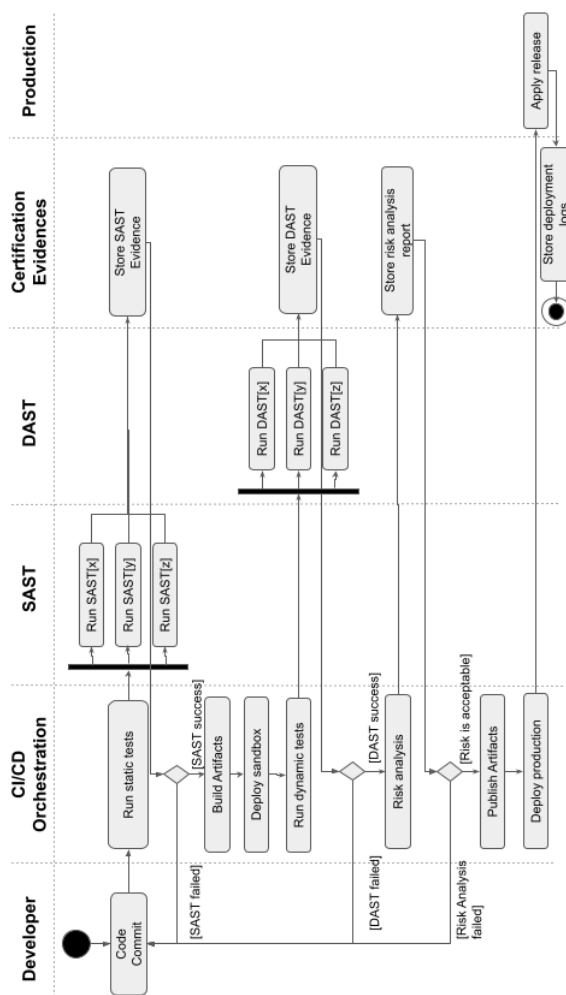 Developer
CI/CD
Orchestration
SAST
DAST
Certification
Evidences
Production
Code
Commit
Run static tests
Run SAST[x]
Run SAST[y]
Run SAST[z]
Store SAST
Evidence
[SAST failed]
[SAST success]
Build Artifacts
Deploy sandbox
Run dynamic tests
Run DAST[x]
Run DAST[y]
Run DAST[z]
Store DAST
Evidence
[DAST failed]
[DAST success]
Risk analysis
Store risk analysis
report
[Risk Analysis
failed]
[Risk is acceptable]
Publish Artifacts
Deploy production
Apply release
Store deployment
logs